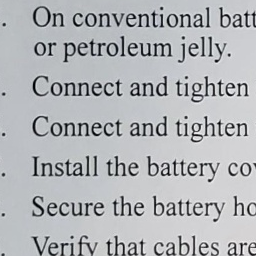 . On conventional batt
or petroleum jelly.
. Connect and tighten
. Connect and tighten
. Install the battery co
. Secure the battery ho
. Verify that cables are